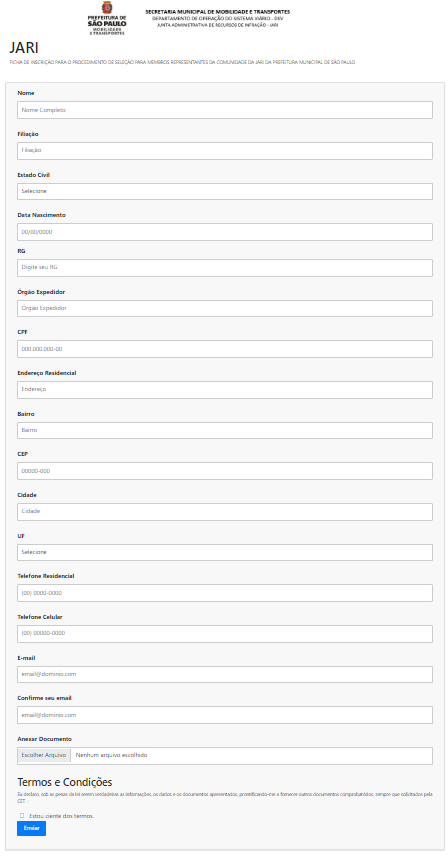 PREFEITURA DE
SÃO PAULO
MOBILIDADE
E TRANSPORTES
SECRETARIA MUNICIPAL DE MOBILIDADE E TRANSPORTES
DEPARTAMENTO DE OPERAÇÃO DO SISTEMA VIÁRIO - DSV
JUNTA ADMINISTRATIVA DE RECURSOS DE INFRAÇÃO - JARI
JARI
FICHA DE INSCRIÇÃO PARA O PROCEDIMENTO DE SELEÇÃO PARA MEMBROS REPRESENTANTES DA COMUNIDADE DA JARI DA PREFEITURA MUNICIPAL DE SÃO PAULO
Nome
Nome Completo
Filiação
Filiação
Estado Civil
Selecione
Data Nascimento
00/00/0000
RG
Digite seu RG
Órgão Expedidor
Órgão Expedidor
CPF
000.000.000-00
Endereço Residencial
Endereço
Bairro
Bairro
CEP
00000-000
Cidade
Cidade
UF
Selecione
Telefone Residencial
(00) 0000-0000
Telefone Celular
(00) 00000-0000
E-mail
email@dominio.com
Confirme seu email
email@dominio.com
Anexar Documento
Escolher Arquivo Nenhum arquivo escolhido
Termos e Condições
Eu declaro, sob as penas da lei serem verdadeiras as informações, os dados e os documentos apresentados, prontificando-me a fornecer outros documentos comprobatórios, sempre que solicitados pela
CET.
Estou ciente dos termos.
Enviar